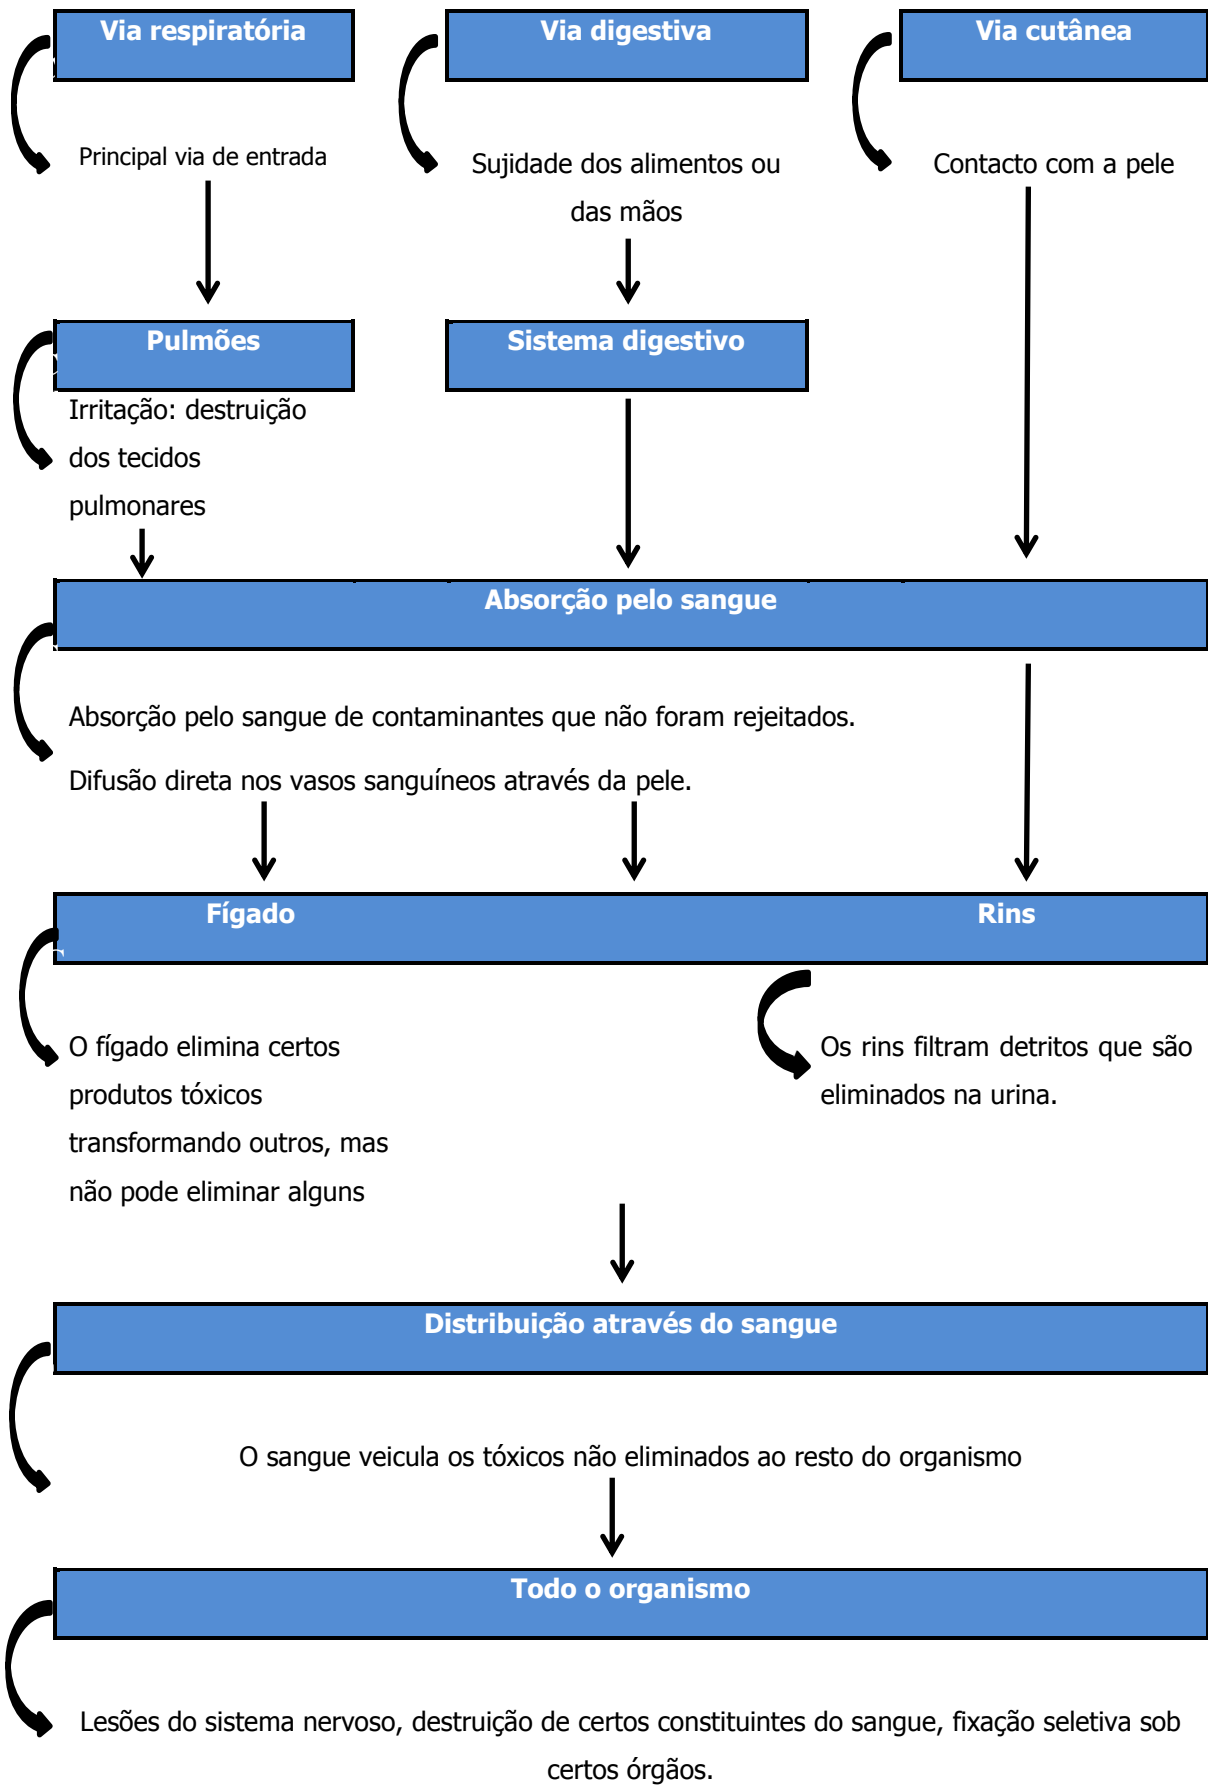 Via respiratória
Via digestiva
Via cutânea
Principal via de entrada
Sujidade dos alimentos ou
das mãos
Contacto com a pele
Pulmões
Sistema digestivo
Irritação: destruição
dos tecidos
pulmonares
Absorção pelo sangue
Absorção pelo sangue de contaminantes que não foram rejeitados.
Difusão direta nos vasos sanguíneos através da pele.
Fígado
Rins
O fígado elimina certos
produtos tóxicos
transformando outros, mas
não pode eliminar alguns
Os rins filtram detritos que são
eliminados na urina.
Distribuição através do sangue
O sangue veicula os tóxicos não eliminados ao resto do organismo
Todo o organismo
Lesões do sistema nervoso, destruição de certos constituintes do sangue, fixação seletiva sob
certos órgãos.